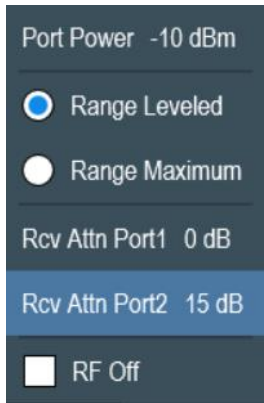 Port Power -10 dBm
Range Leveled
Range Maximum
Rcv Attn Port1 0 dB
Rcv Attn Port2 15 dB
RF Off